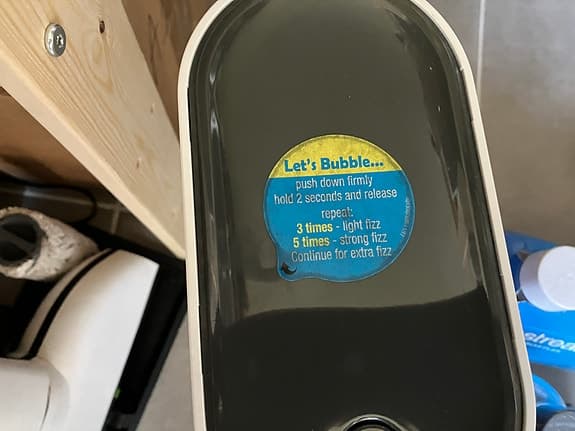 Let's Bubble...
push down firmly
hold 2 seconds and release
repeat:
3 times - light fizz
5 times - strong fizz
Continue for extra fizz